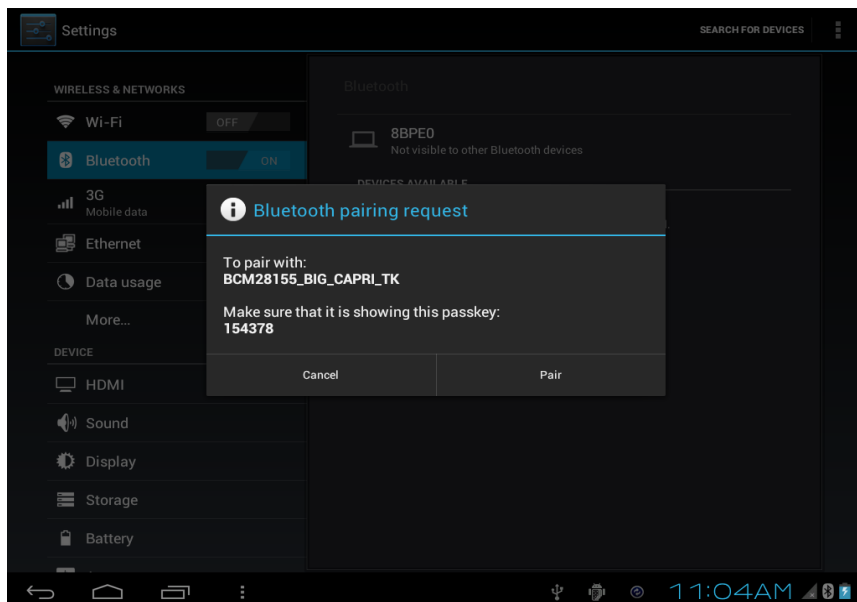 Settings
SEARCH FOR DEVICES
WIRELESS & NETWORKS
Wi-Fi
OFF
Bluetooth
ON
3G
Mobile data
Ethernet
Data usage
More...
DEVICE
HDMI
Sound
Display
Storage
Battery
Bluetooth
8BPE0
Not visible to other Bluetooth devices
DEVICES AVAILABLE
Bluetooth pairing request
To pair with:
BCM28155_BIG_CAPRI_TK
Make sure that it is showing this passkey:
154378
Cancel
Pair
11:04AM